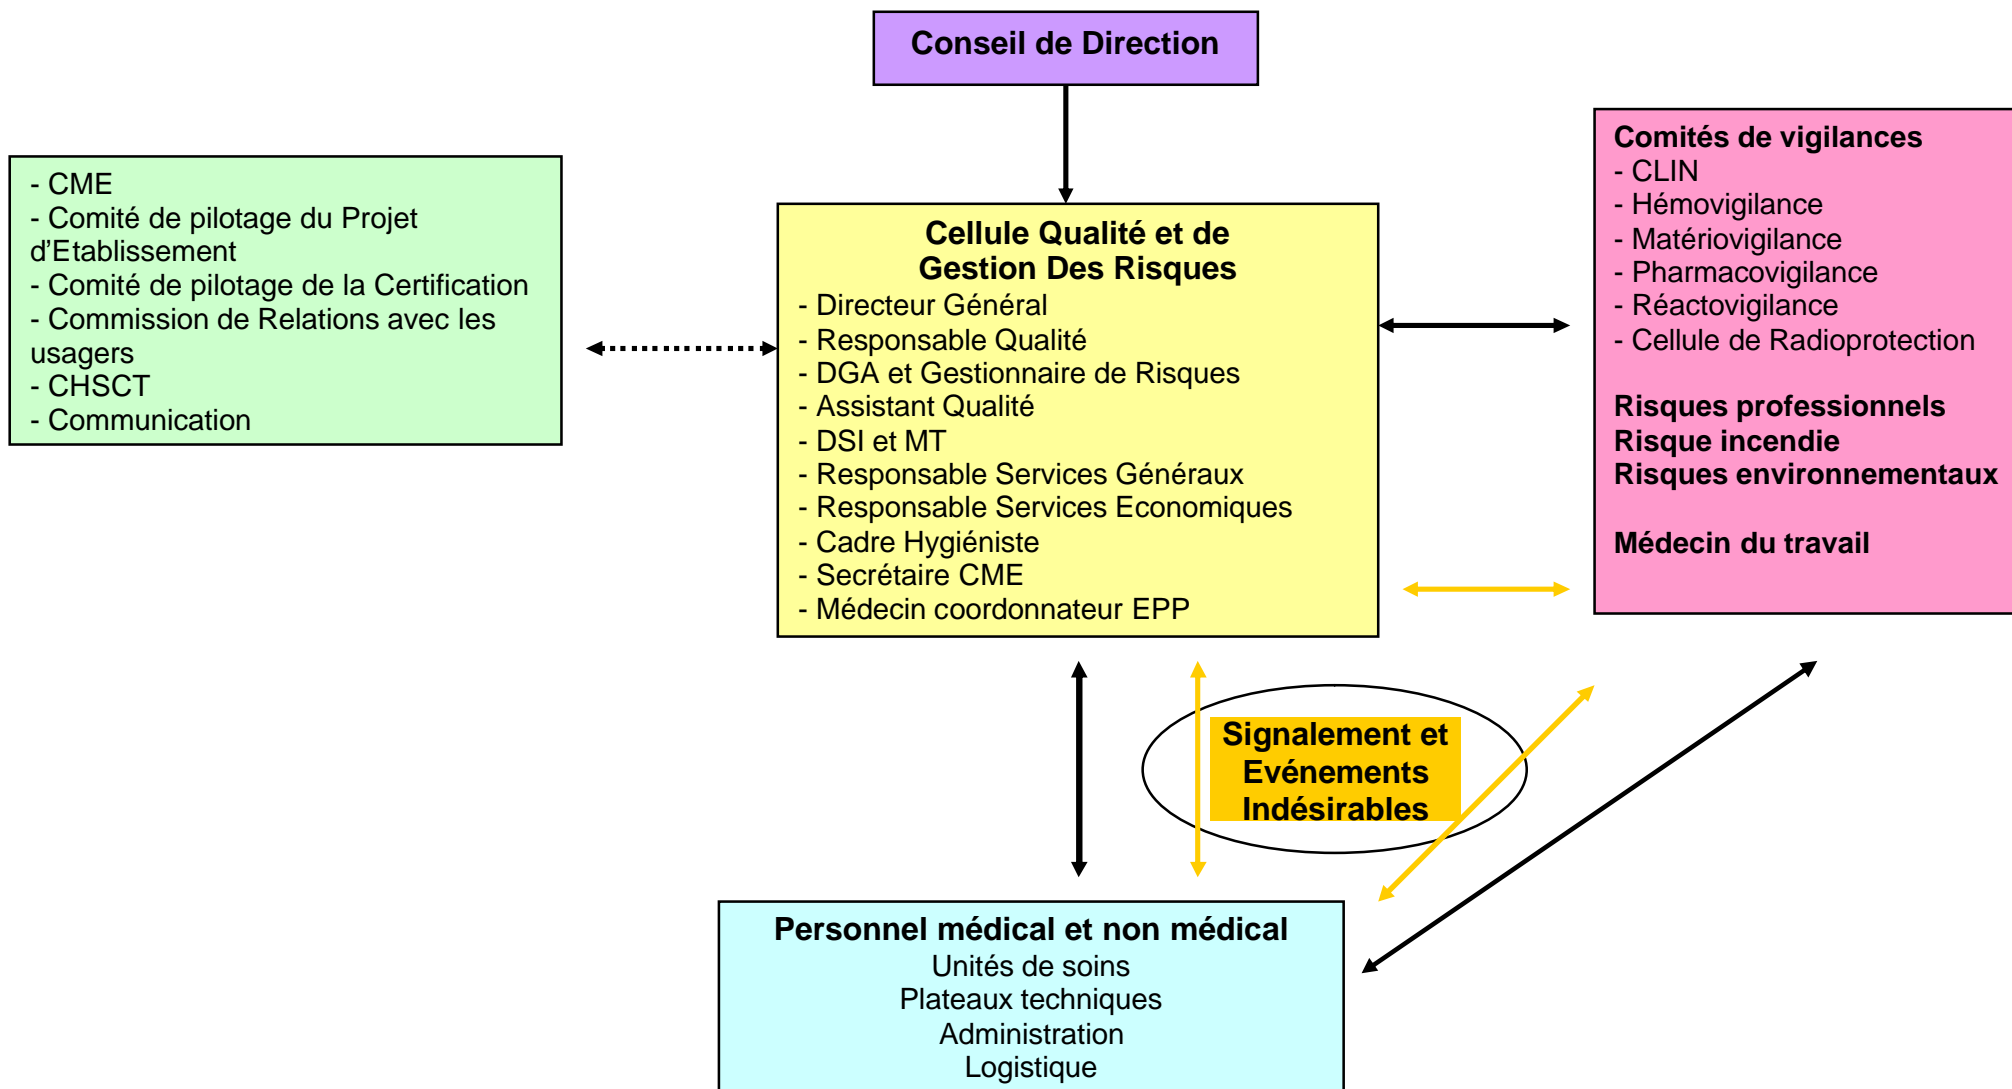 Conseil de Direction
- CME
- Comité de pilotage du Projet
d'Etablissement
- Comité de pilotage de la Certification
- Commission de Relations avec les
usagers
- CHSCT
- Communication
Cellule Qualité et de
Gestion Des Risques
- Directeur Général
- Responsable Qualité
- DGA et Gestionnaire de Risques
- Assistant Qualité
- DSI et MT
- Responsable Services Généraux
- Responsable Services Economiques
- Cadre Hygiéniste
- Secrétaire CME
- Médecin coordonnateur EPP
Comités de vigilances
- CLIN
- Hémovigilance
- Matériovigilance
- Pharmacovigilance
- Réactovigilance
- Cellule de Radioprotection
Risques professionnels
Risque incendie
Risques environnementaux
Médecin du travail
Signalement et
Evénements
Indésirables
Personnel médical et non médical
Unités de soins
Plateaux techniques
Administration
Logistique